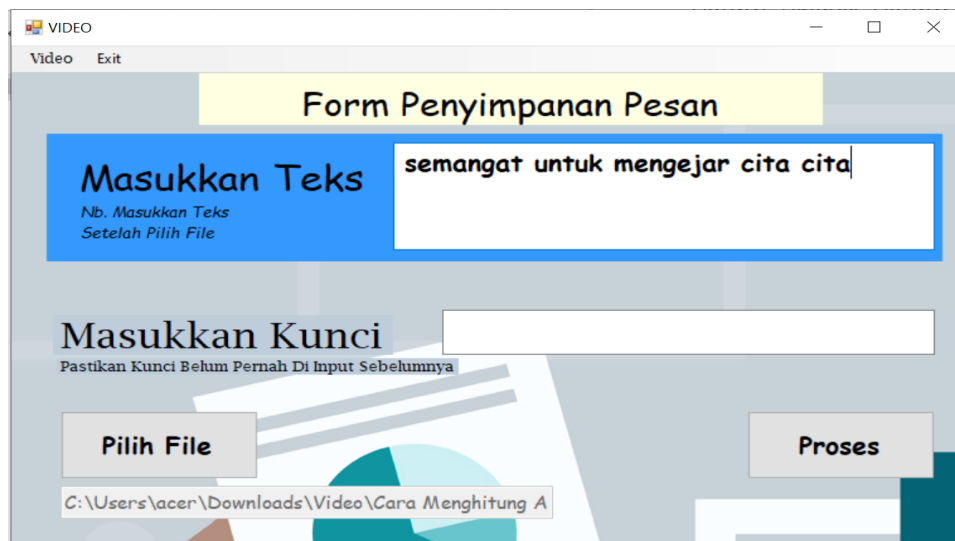 VIDEO
Video Exit
Form Penyimpanan Pesan
Masukkan Teks
Nb. Masukkan Teks
Setelah Pilih File
semangat untuk mengejar cita cita
Masukkan Kunci
Pastikan Kunci Belum Pernah Di Input Sebelumnya
Pilih File
Proses
C:\Users\acer\Downloads\Video\Cara Menghitung A